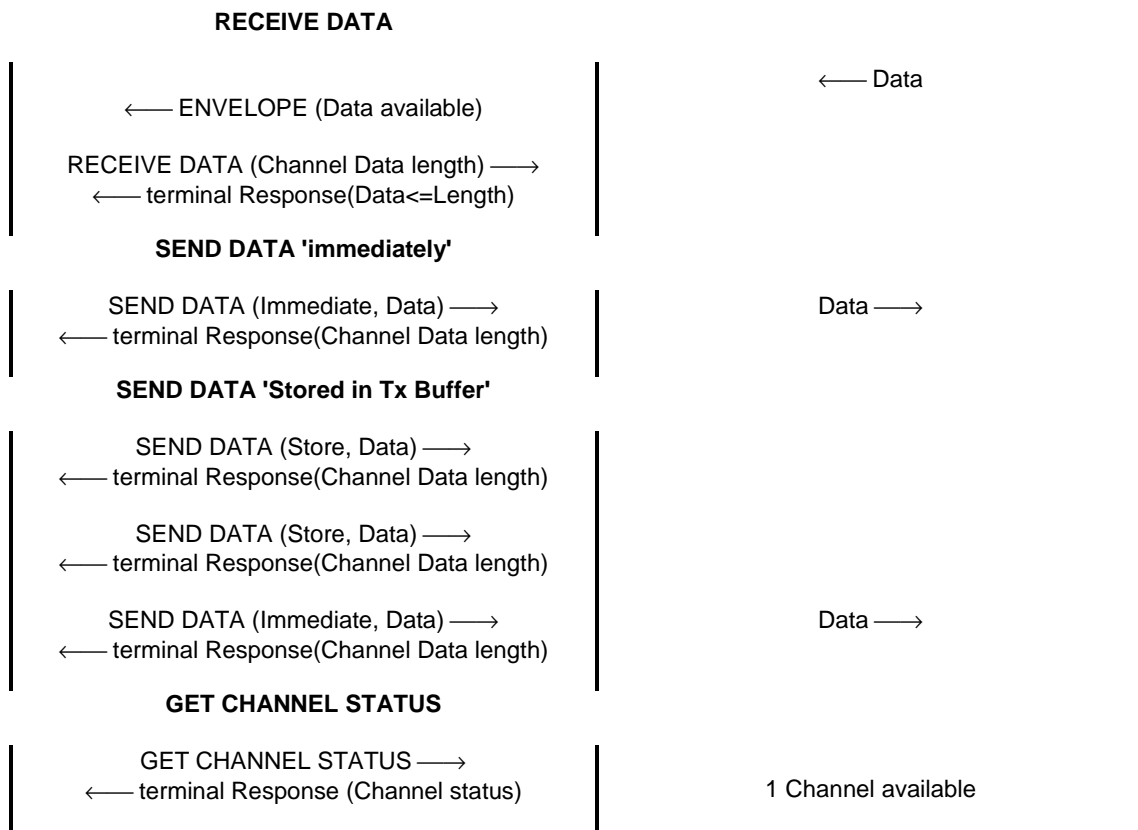 RECEIVE DATA
←— Data
←— ENVELOPE (Data available)
RECEIVE DATA (Channel Data length) —→
←— terminal Response(Data<=Length)
SEND DATA 'immediately'
SEND DATA (Immediate, Data) —→ Data —→
←— terminal Response(Channel Data length)
SEND DATA 'Stored in Tx Buffer'
SEND DATA (Store, Data) —→
←— terminal Response(Channel Data length)
SEND DATA (Store, Data) —→
←— terminal Response(Channel Data length)
SEND DATA (Immediate, Data) —→ Data —→
←— terminal Response(Channel Data length)
GET CHANNEL STATUS
GET CHANNEL STATUS —→
←— terminal Response (Channel status) 1 Channel available